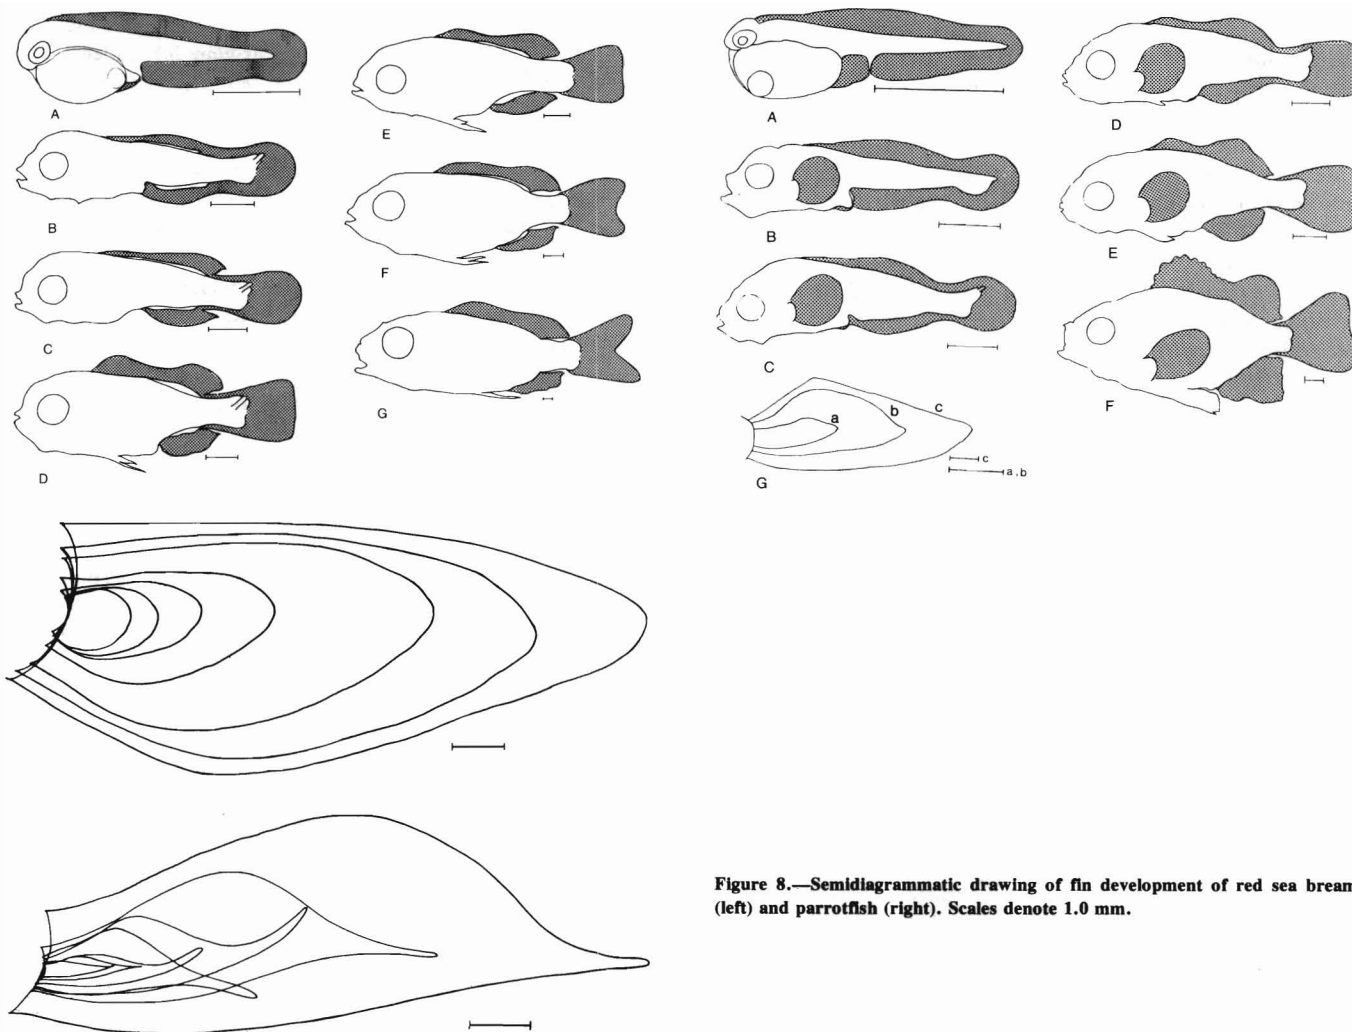 A
B
C
D
E
F
G
A
B
C
a
b
c
c
a, b
G
D
E
F
Figure 8.—Semidiagrammatic drawing of fin development of red sea bream
(left) and parrotfish (right). Scales denote 1.0 mm.